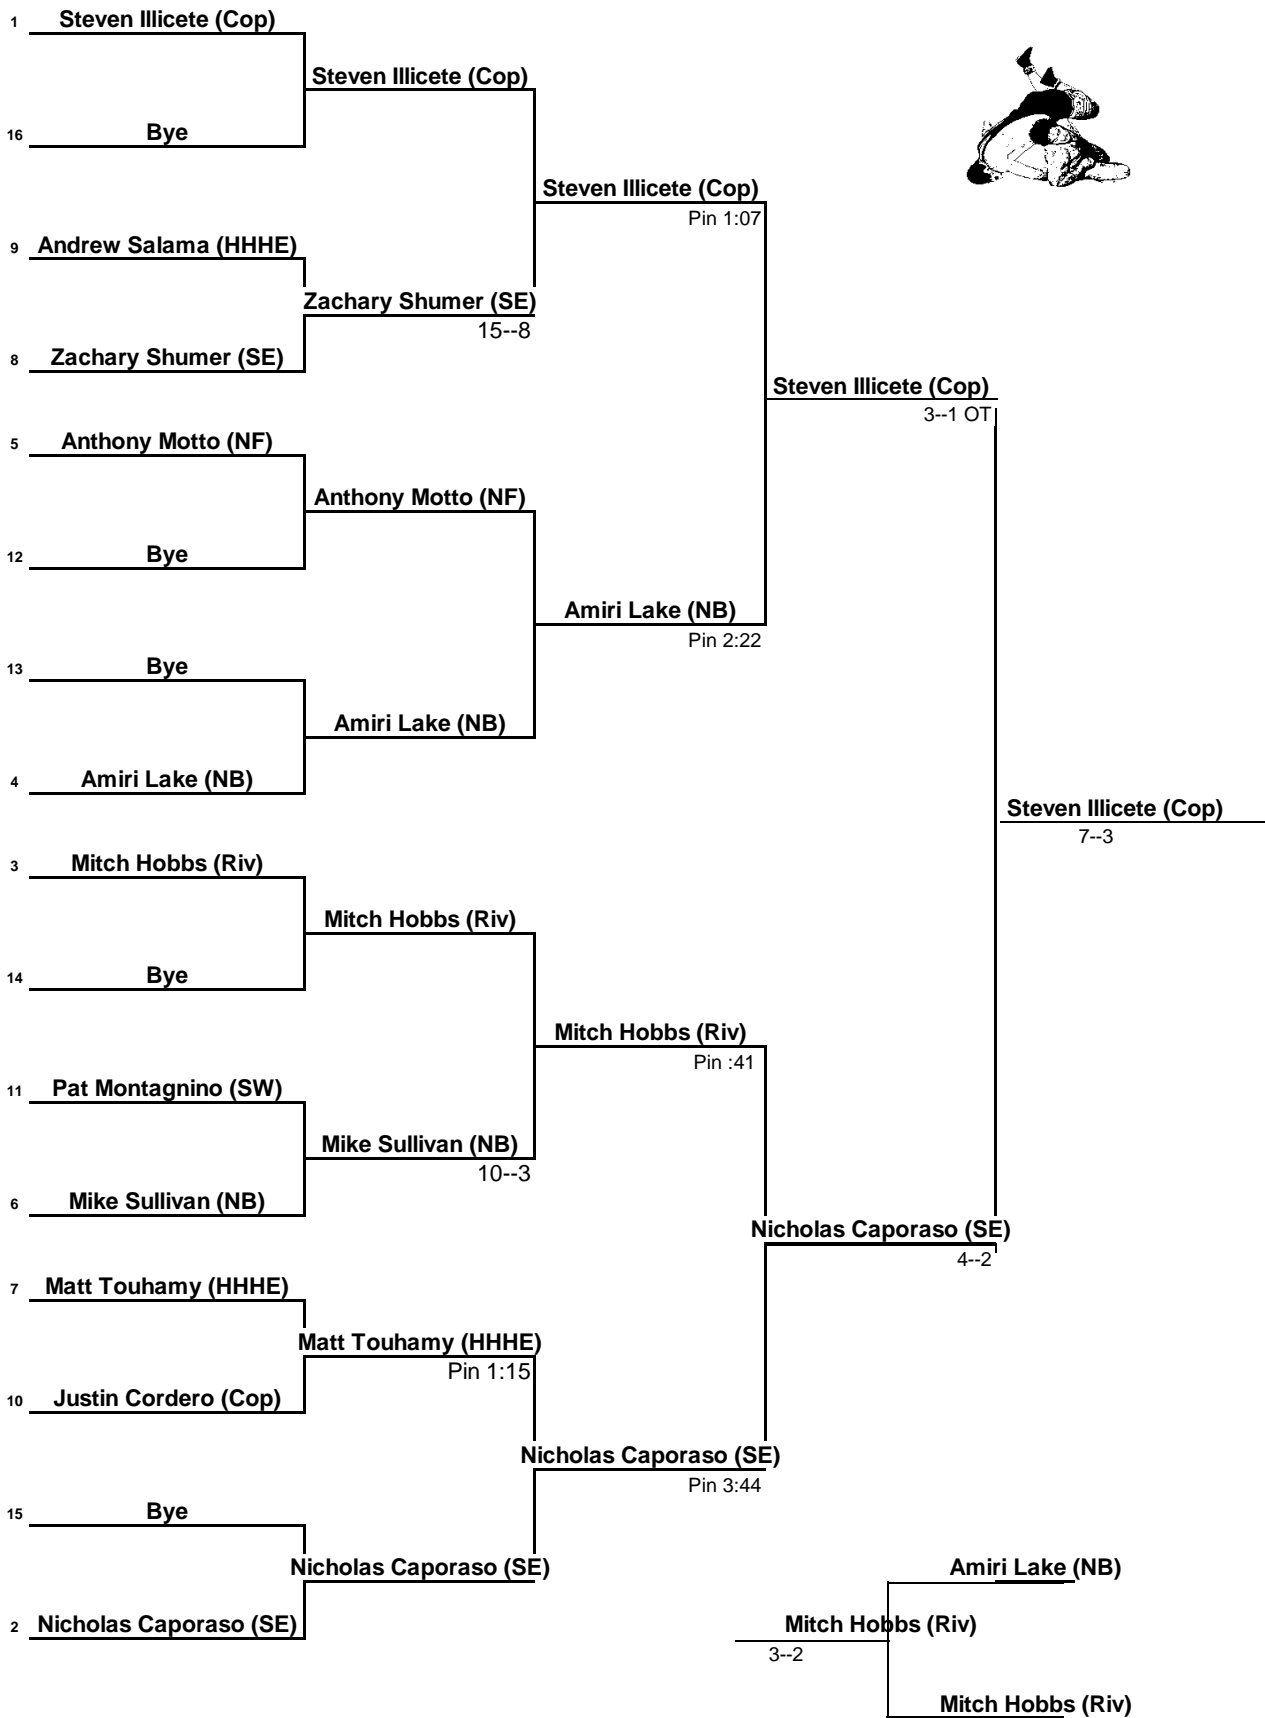 1 Steven Illicete (Cop)
Steven Illicete (Cop)
16 Bye
Steven Illicete (Cop)
Pin 1:07
9 Andrew Salama (HHHE)
Zachary Shumer (SE)
15--8
8 Zachary Shumer (SE)
Steven Illicete (Cop)
3--1 OT
5 Anthony Motto (NF)
Anthony Motto (NF)
12 Bye
Amiri Lake (NB)
Pin 2:22
13 Bye
Amiri Lake (NB)
4 Amiri Lake (NB)
Steven Illicete (Cop)
7--3
3 Mitch Hobbs (Riv)
Mitch Hobbs (Riv)
14 Bye
Mitch Hobbs (Riv)
Pin :41
11 Pat Montagnino (SW)
Mike Sullivan (NB)
10--3
6 Mike Sullivan (NB)
Nicholas Caporaso (SE)
4--2
7 Matt Touhamy (HHHE)
Matt Touhamy (HHHE)
Pin 1:15
10 Justin Cordero (Cop)
Nicholas Caporaso (SE)
Pin 3:44
15 Bye
Nicholas Caporaso (SE)
2 Nicholas Caporaso (SE)
Amiri Lake (NB)
Mitch Hobbs (Riv)
3--2
Mitch Hobbs (Riv)